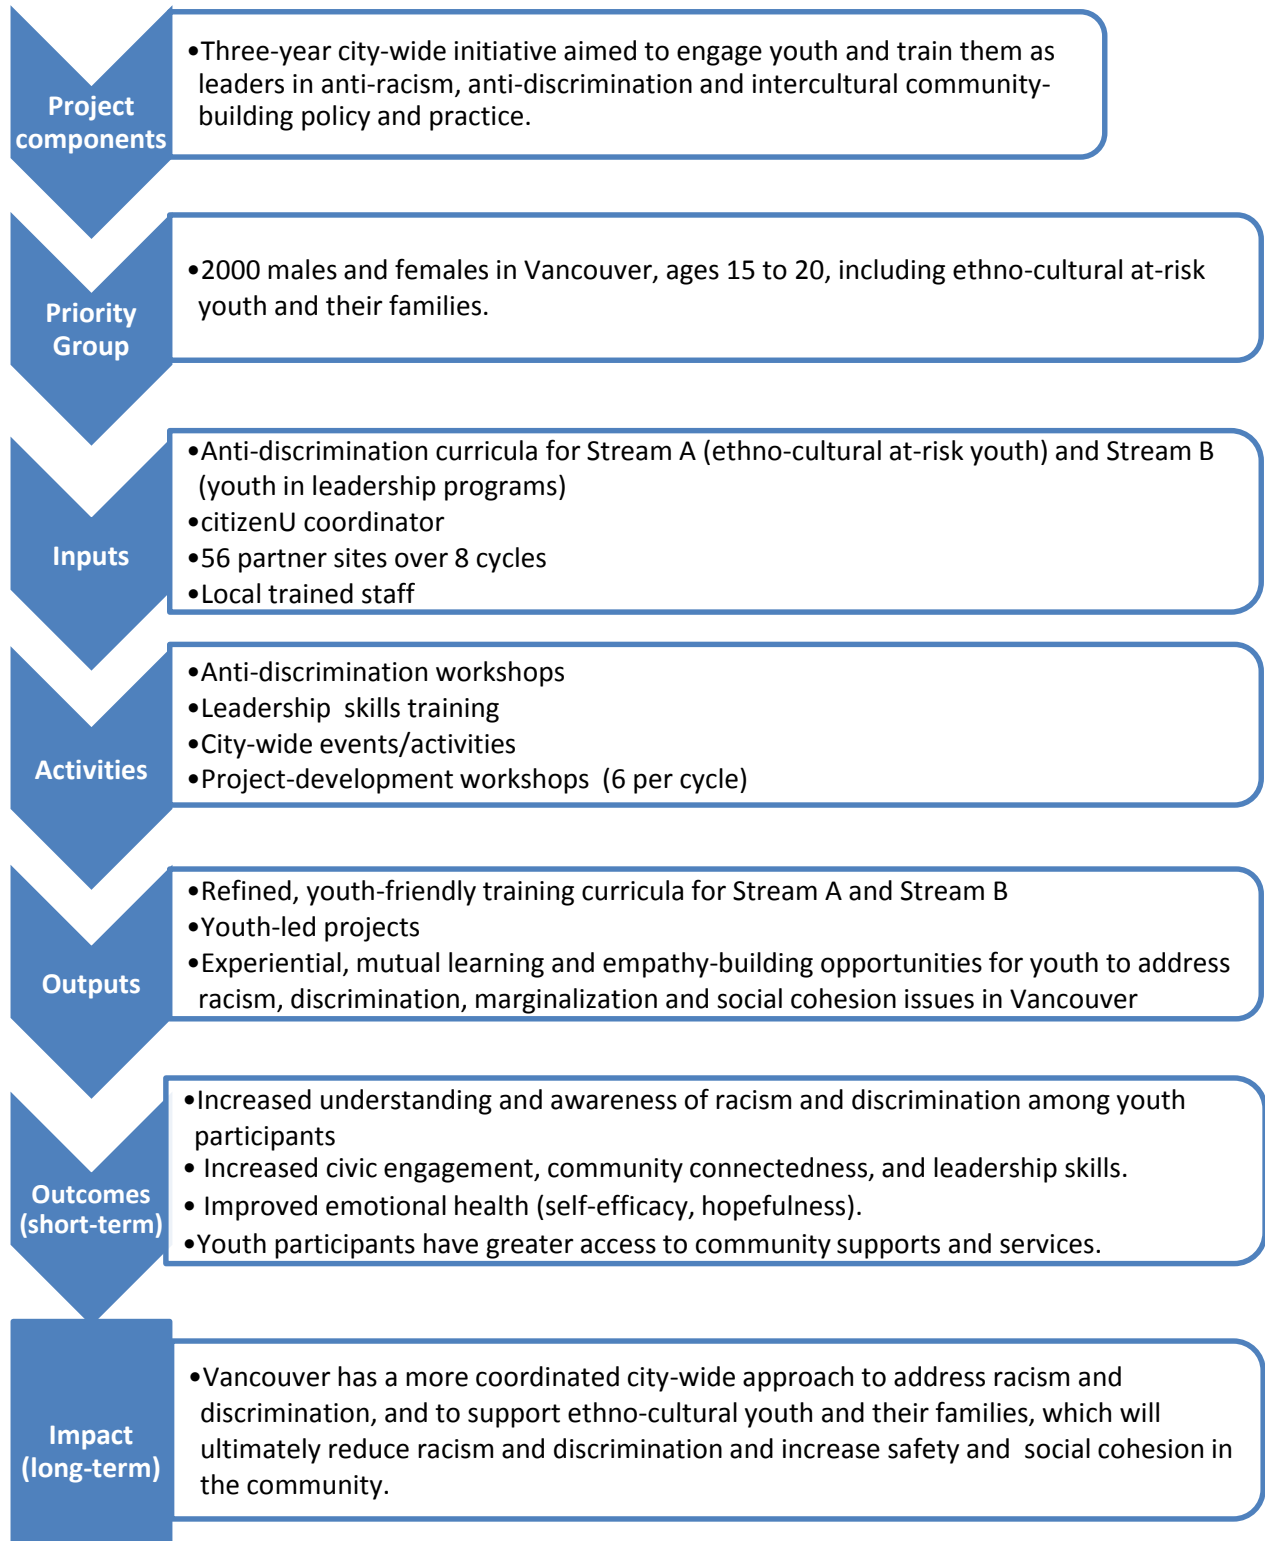 Project
components
•Three-year city-wide initiative aimed to engage youth and train them as
leaders in anti-racism, anti-discrimination and intercultural community-
building policy and practice.
Priority
Group
•2000 males and females in Vancouver, ages 15 to 20, including ethno-cultural at-risk
youth and their families.
Inputs
•Anti-discrimination curricula for Stream A (ethno-cultural at-risk youth) and Stream B
(youth in leadership programs)
•citizenU coordinator
•56 partner sites over 8 cycles
•Local trained staff
Activities
•Anti-discrimination workshops
•Leadership skills training
•City-wide events/activities
•Project-development workshops (6 per cycle)
Outputs
•Refined, youth-friendly training curricula for Stream A and Stream B
•Youth-led projects
•Experiential, mutual learning and empathy-building opportunities for youth to address
racism, discrimination, marginalization and social cohesion issues in Vancouver
Outcomes
(short-term)
•Increased understanding and awareness of racism and discrimination among youth
participants
• Increased civic engagement, community connectedness, and leadership skills.
• Improved emotional health (self-efficacy, hopefulness).
•Youth participants have greater access to community supports and services.
Impact
(long-term)
•Vancouver has a more coordinated city-wide approach to address racism and
discrimination, and to support ethno-cultural youth and their families, which will
ultimately reduce racism and discrimination and increase safety and social cohesion in
the community.